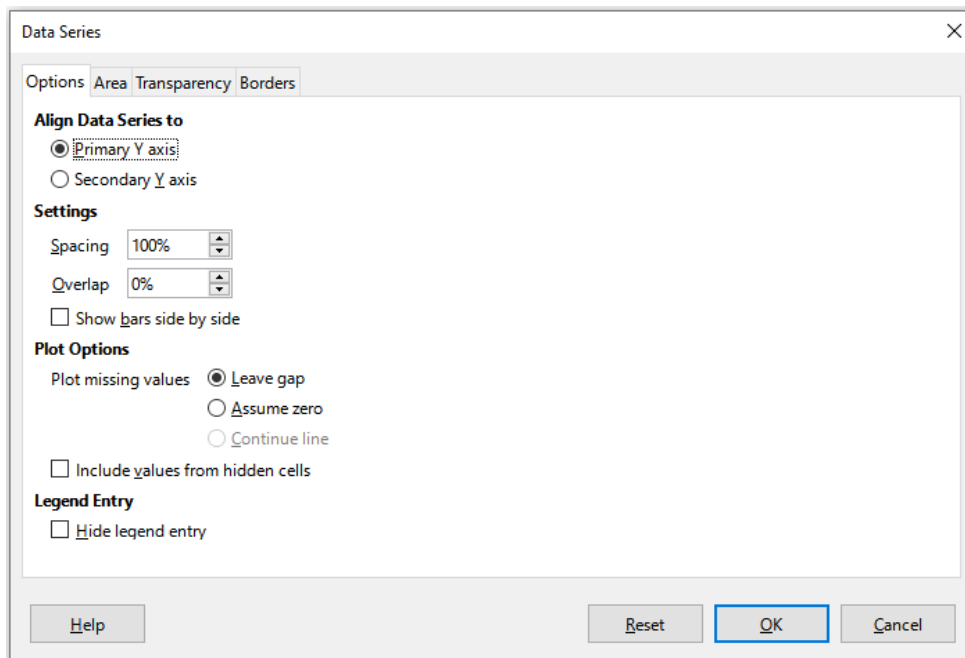 Data Series
Options Area Transparency Borders
Align Data Series to
Primary Y axis
Secondary Y axis
Settings
Spacing 100%
Overlap 0%
Show bars side by side
Plot Options
Plot missing values Leave gap
Assume zero
Continue line
Include values from hidden cells
Legend Entry
Hide legend entry
Help Reset OK Cancel